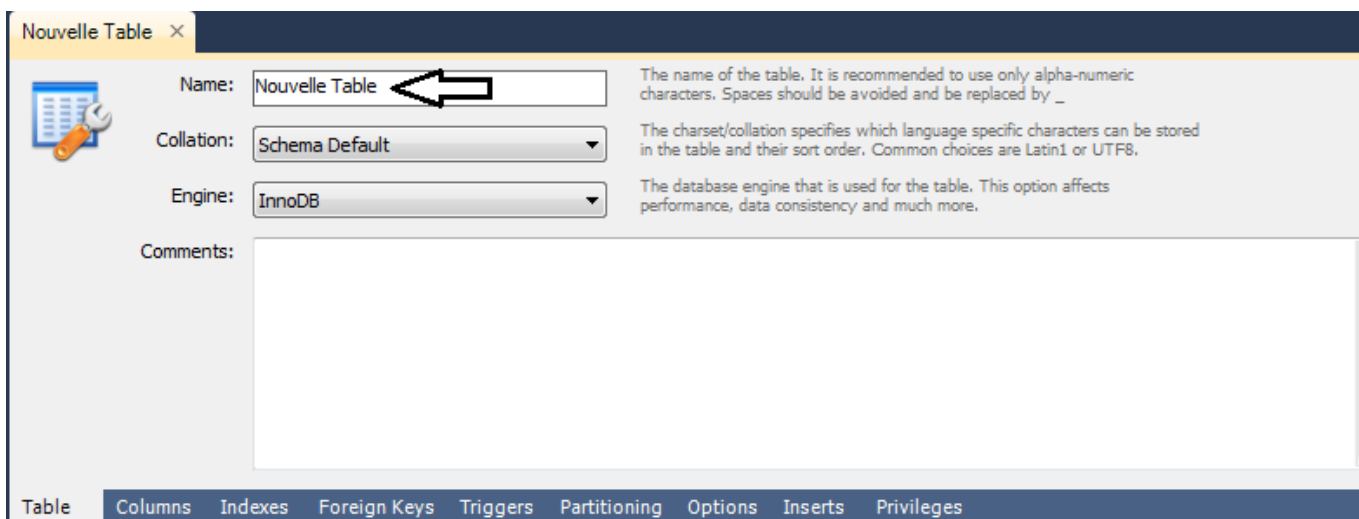 Nouvelle Table ×
Name:
Nouvelle Table
The name of the table. It is recommended to use only alpha-numeric
characters. Spaces should be avoided and be replaced by _
Collation:
Schema Default
The charset/collation specifies which language specific characters can be stored
in the table and their sort order. Common choices are Latin1 or UTF8.
Engine:
InnoDB
The database engine that is used for the table. This option affects
performance, data consistency and much more.
Comments:
Table Columns Indexes Foreign Keys Triggers Partitioning Options Inserts Privileges